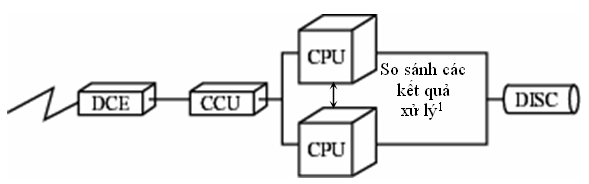 CPU
So sánh các
kết quả
xử lý¹
DCE
CCU
DISC
CPU